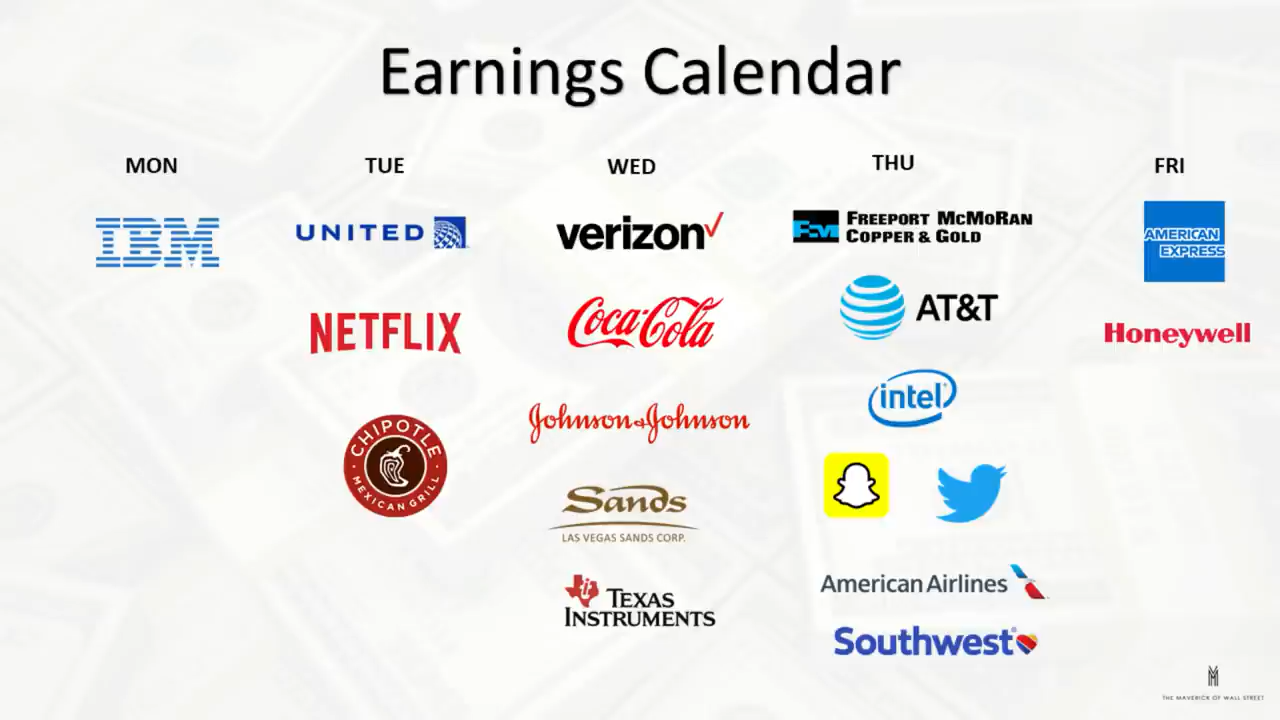 Earnings Calendar
MON
TUE
WED
THU
FRI
IBM
UNITED
NETFLIX
CHIPOTLE
MEXICAN GRILL
verizon
Coca-Cola
Johnson&Johnson
Sands
LAS VEGAS SANDS CORP.
TEXAS
INSTRUMENTS
FCX
FREEPORT McMoRAN
COPPER & GOLD
AT&T
intel
American Airlines
Southwest
AMERICAN
EXPRESS
Honeywell
THE MAVERICK OF WALL STREET